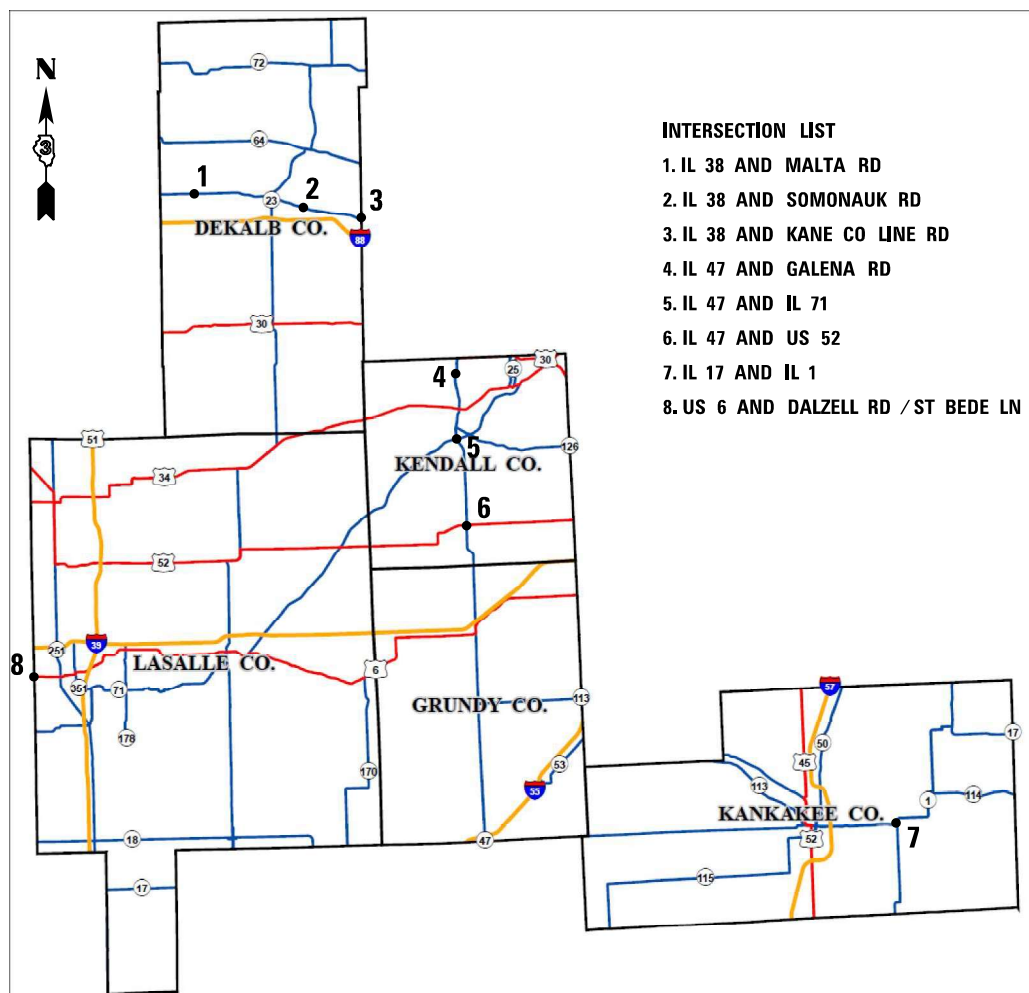 N
3
INTERSECTION LIST
1. IL 38 AND MALTA RD
2. IL 38 AND SOMONAUK RD
3. IL 38 AND KANE CO LINE RD
4. IL 47 AND GALENA RD
5. IL 47 AND IL 71
6. IL 47 AND US 52
7. IL 17 AND IL 1
8. US 6 AND DALZELL RD / ST BEDE LN
72
64
1
23
2
3
DEKALB CO.
88
30
4
25
30
51
5
126
KENDALL CO.
34
6
52
39
251
8
LASALLE CO.
6
351
71
178
GRUNDY CO.
113
57
17
50
45
170
53
55
113
114
1
KANKAKEE CO.
7
18
47
52
115
17